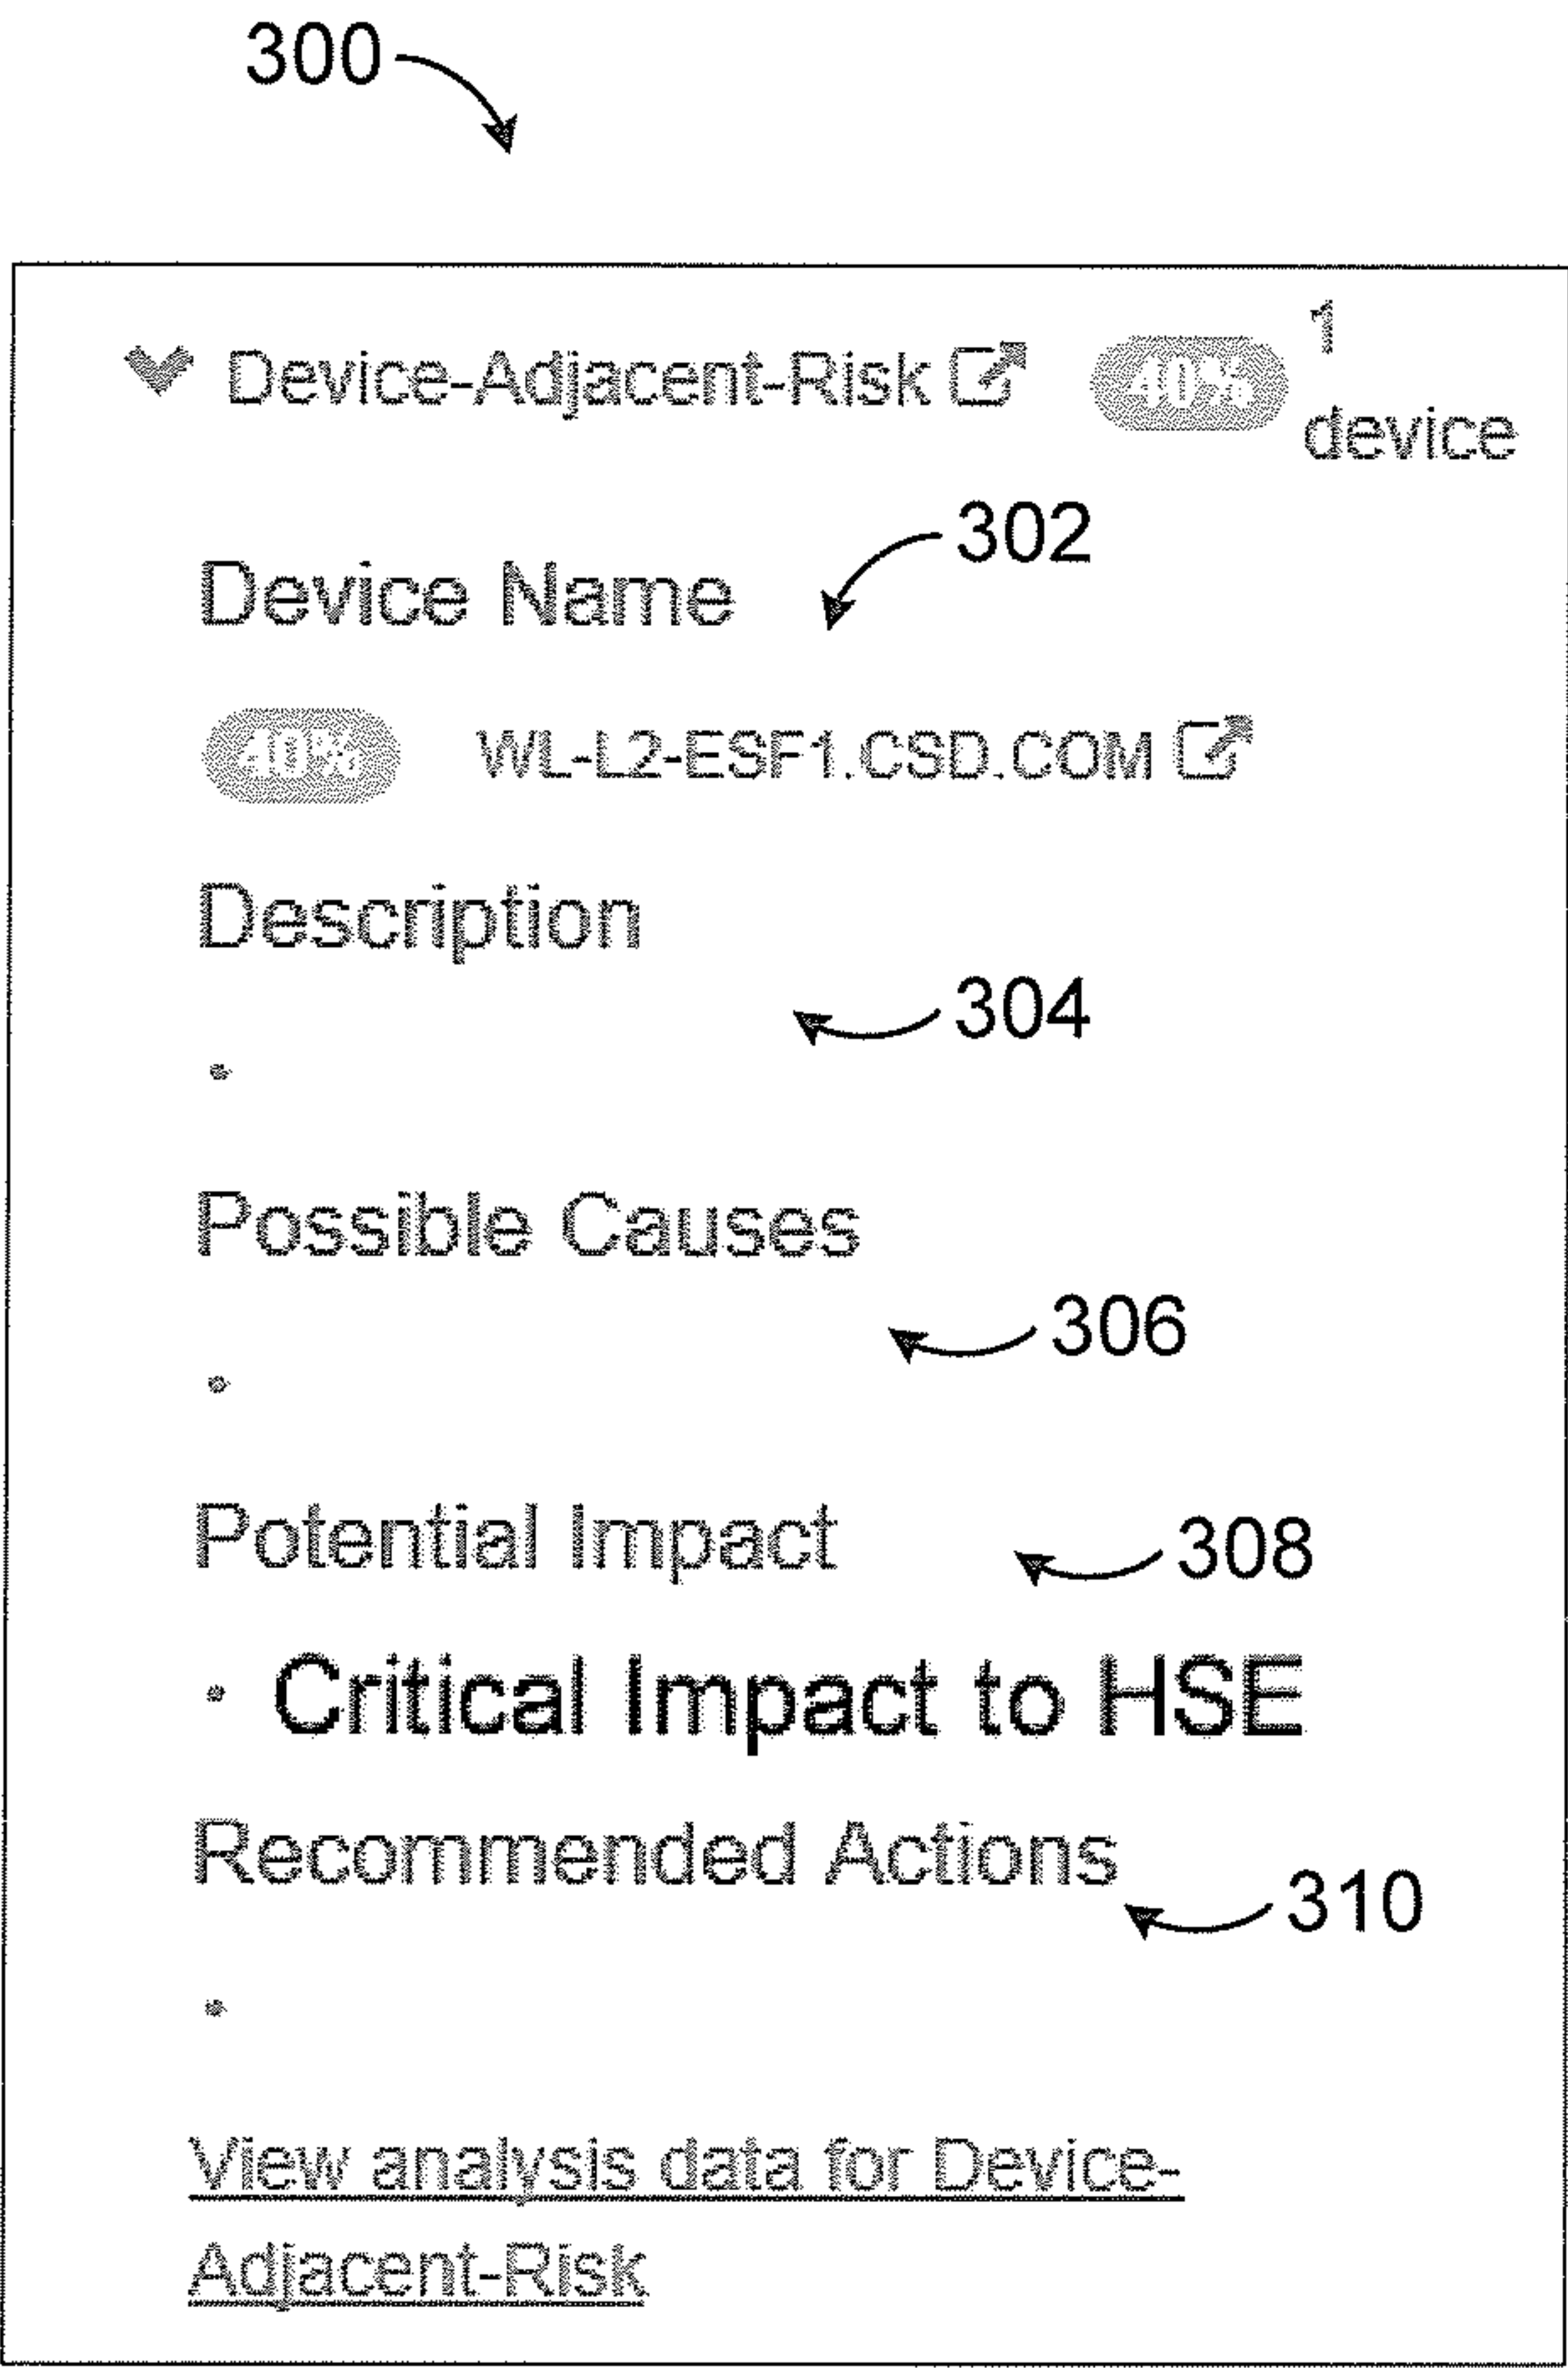 300
Device-Adjacent-Risk 40% 1
device
302
Device Name
40% WL-L2-ESF1.CSD.COM
Description
304
•
Possible Causes
306
•
Potential Impact
308
• Critical Impact to HSE
Recommended Actions
310
•
View analysis data for Device-
Adjacent-Risk